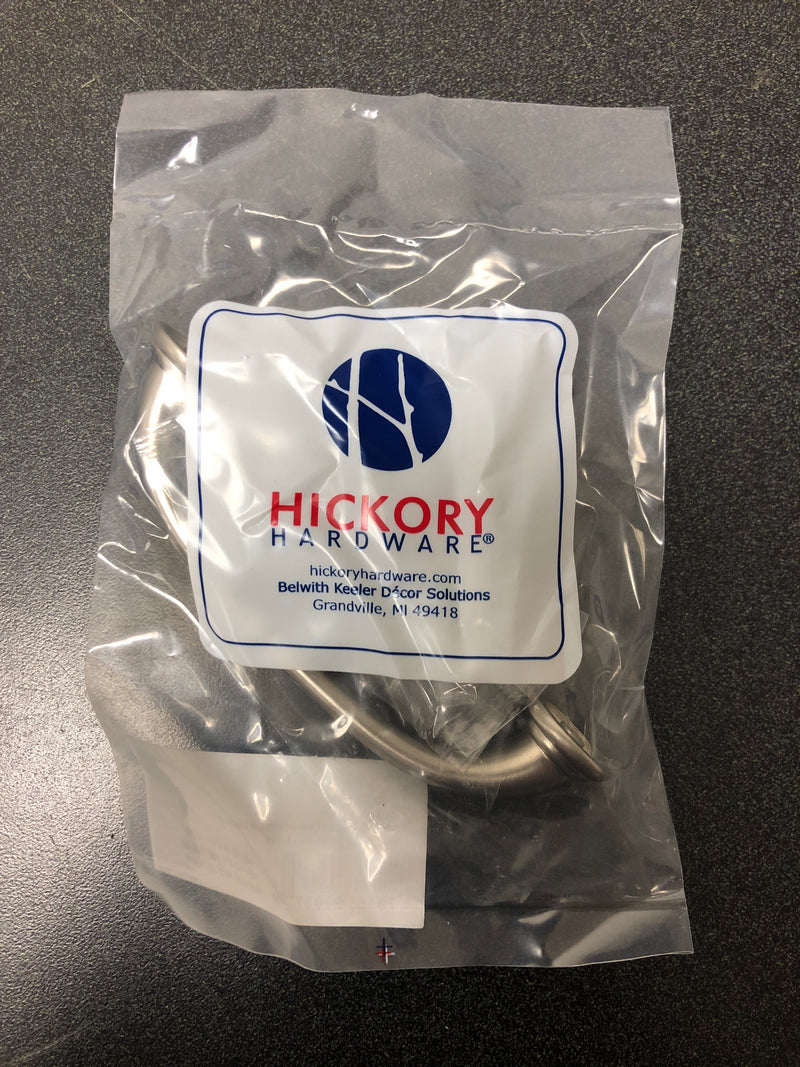 HICKORY
HARDWARE®
hickoryhardware.com
Belwith Keeler Décor Solutions
Grandville, MI 49418